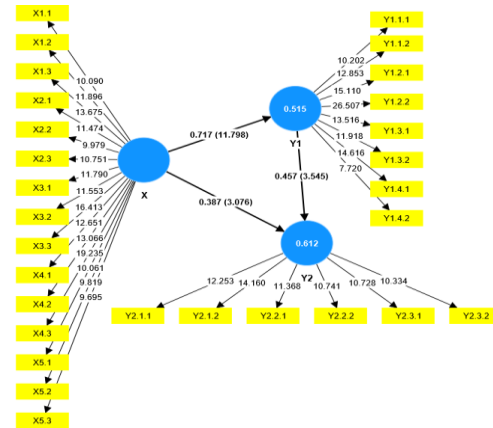 X1.1
X1.2
X1.3
X2.1
X2.2
X2.3
X3.1
X3.2
X3.3
X4.1
X4.2
X4.3
X5.1
X5.2
X5.3
10.090
11.896
13.675
11.474
9.979
10.751
11.790
11.553
16.413
12.651
13.066
19.235
10.061
9.819
9.695
X
0.717 (11.798)
0.387 (3.076)
0.515
Y1
0.457 (3.545)
0.612
Y2
10.202
12.853
15.110
26.507
13.516
11.918
14.616
7.720
Y1.1.1
Y1.1.2
Y1.2.1
Y1.2.2
Y1.3.1
Y1.3.2
Y1.4.1
Y1.4.2
12.253
14.160
11.368
10.741
10.728
10.334
Y2.1.1
Y2.1.2
Y2.2.1
Y2.2.2
Y2.3.1
Y2.3.2